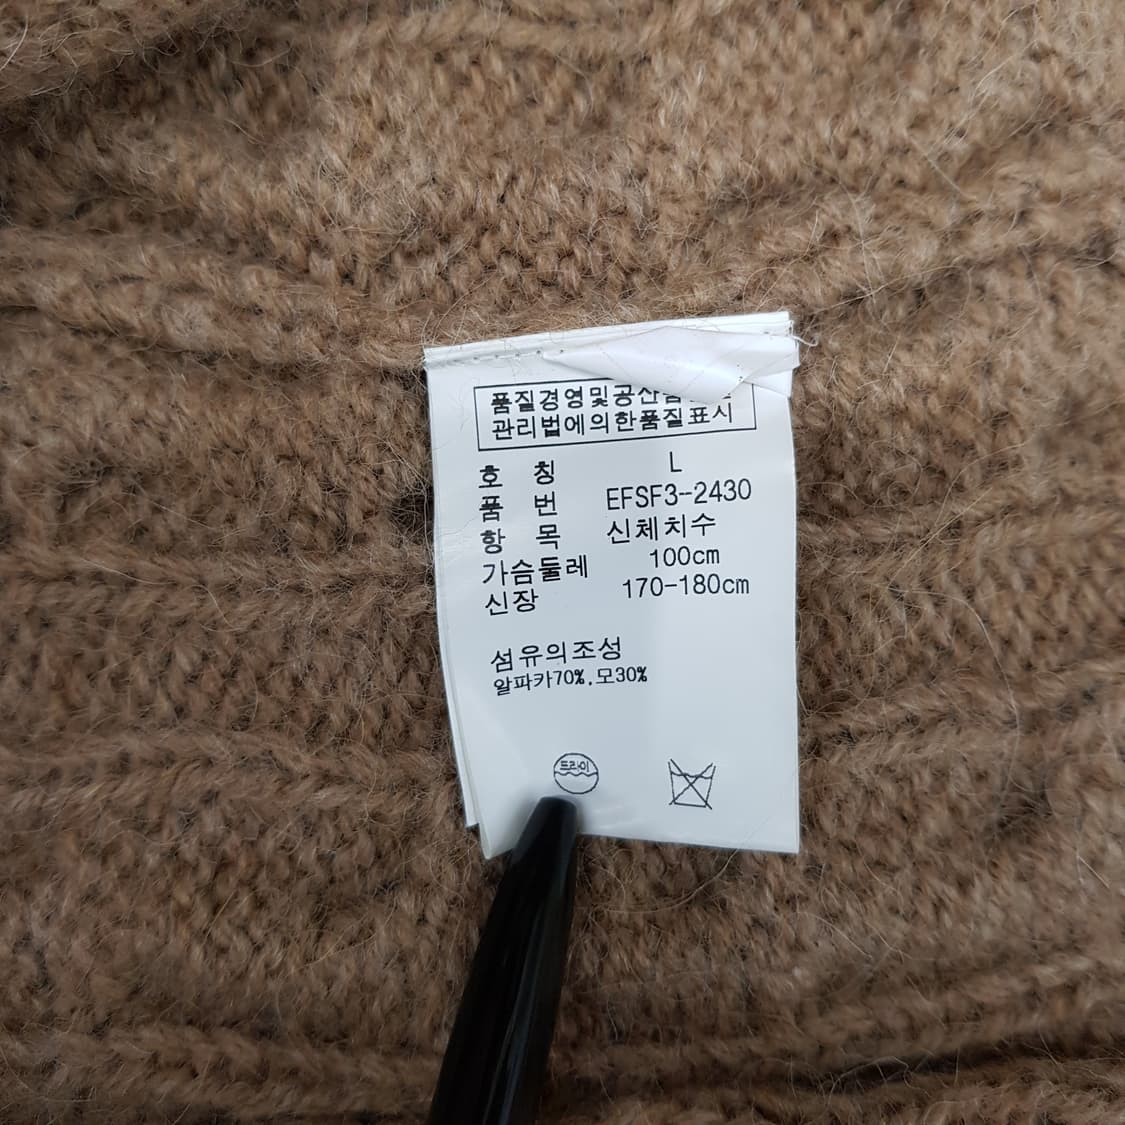 품질경영및공산
관리법에의한품질표시
호 칭 L
품 번 EFSF3-2430
항 목 신체치수
가슴둘레 100cm
신장 170-180cm
섬유의조성
알파카70%,모30%
드라이